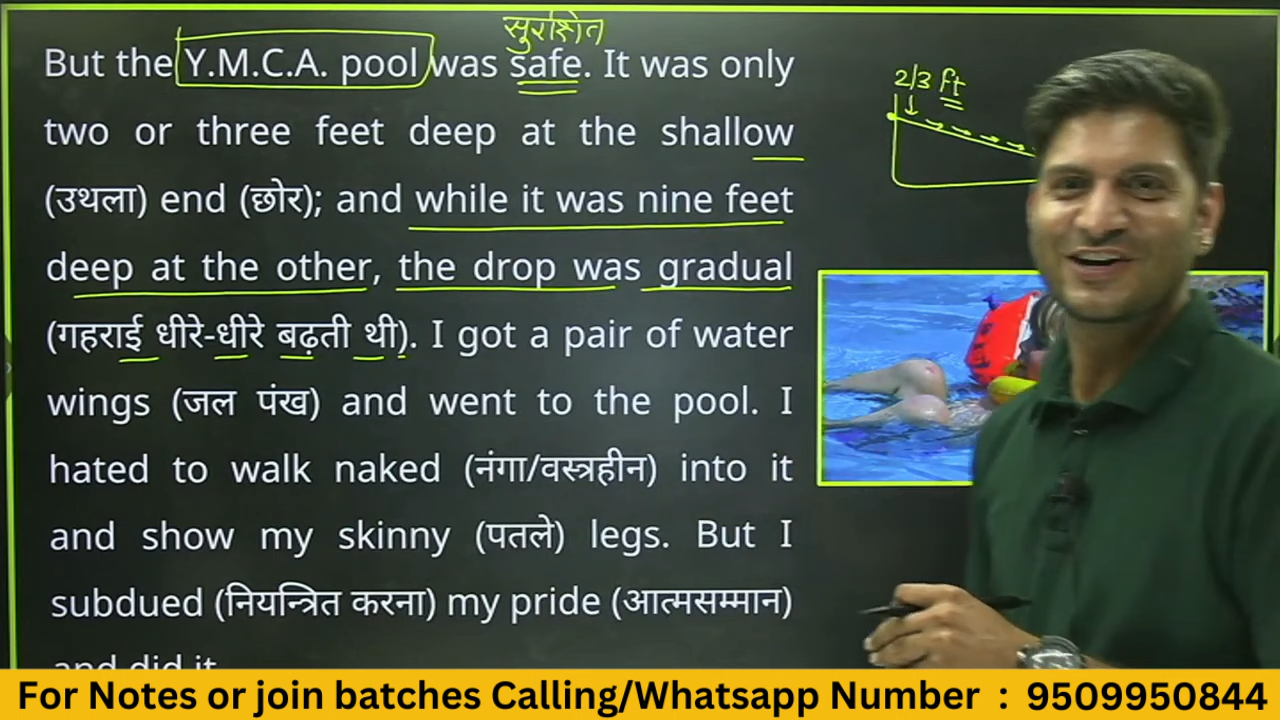 सुरक्षित
But the Y.M.C.A. pool was safe. It was only
two or three feet deep at the shallow
(उथला) end (छोर); and while it was nine feet
deep at the other, the drop was gradual
(गहराई धीरे-धीरे बढ़ती थी). I got a pair of water
wings (जल पंख) and went to the pool. I
hated to walk naked (नंगा/वस्त्रहीन) into it
and show my skinny (पतले) legs. But I
subdued (नियन्त्रित करना) my pride (आत्मसम्मान)
and did it.
2/3 ft
For Notes or join batches Calling/Whatsapp Number : 9509950844